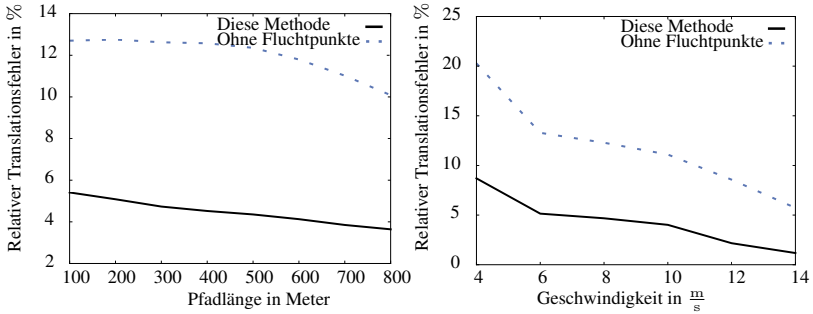 Relativer Translationsfehler in %
14
12
10
8
6
4
2
Diese Methode
Ohne Fluchtpunkte
100 200 300 400 500 600 700 800
Pfadlänge in Meter
Relativer Translationsfehler in %
25
20
15
10
5
0
Diese Methode
Ohne Fluchtpunkte
4 6 8 10 12 14
Geschwindigkeit in m/s